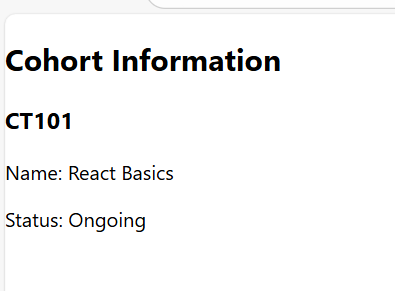 Cohort Information
CT101
Name: React Basics
Status: Ongoing